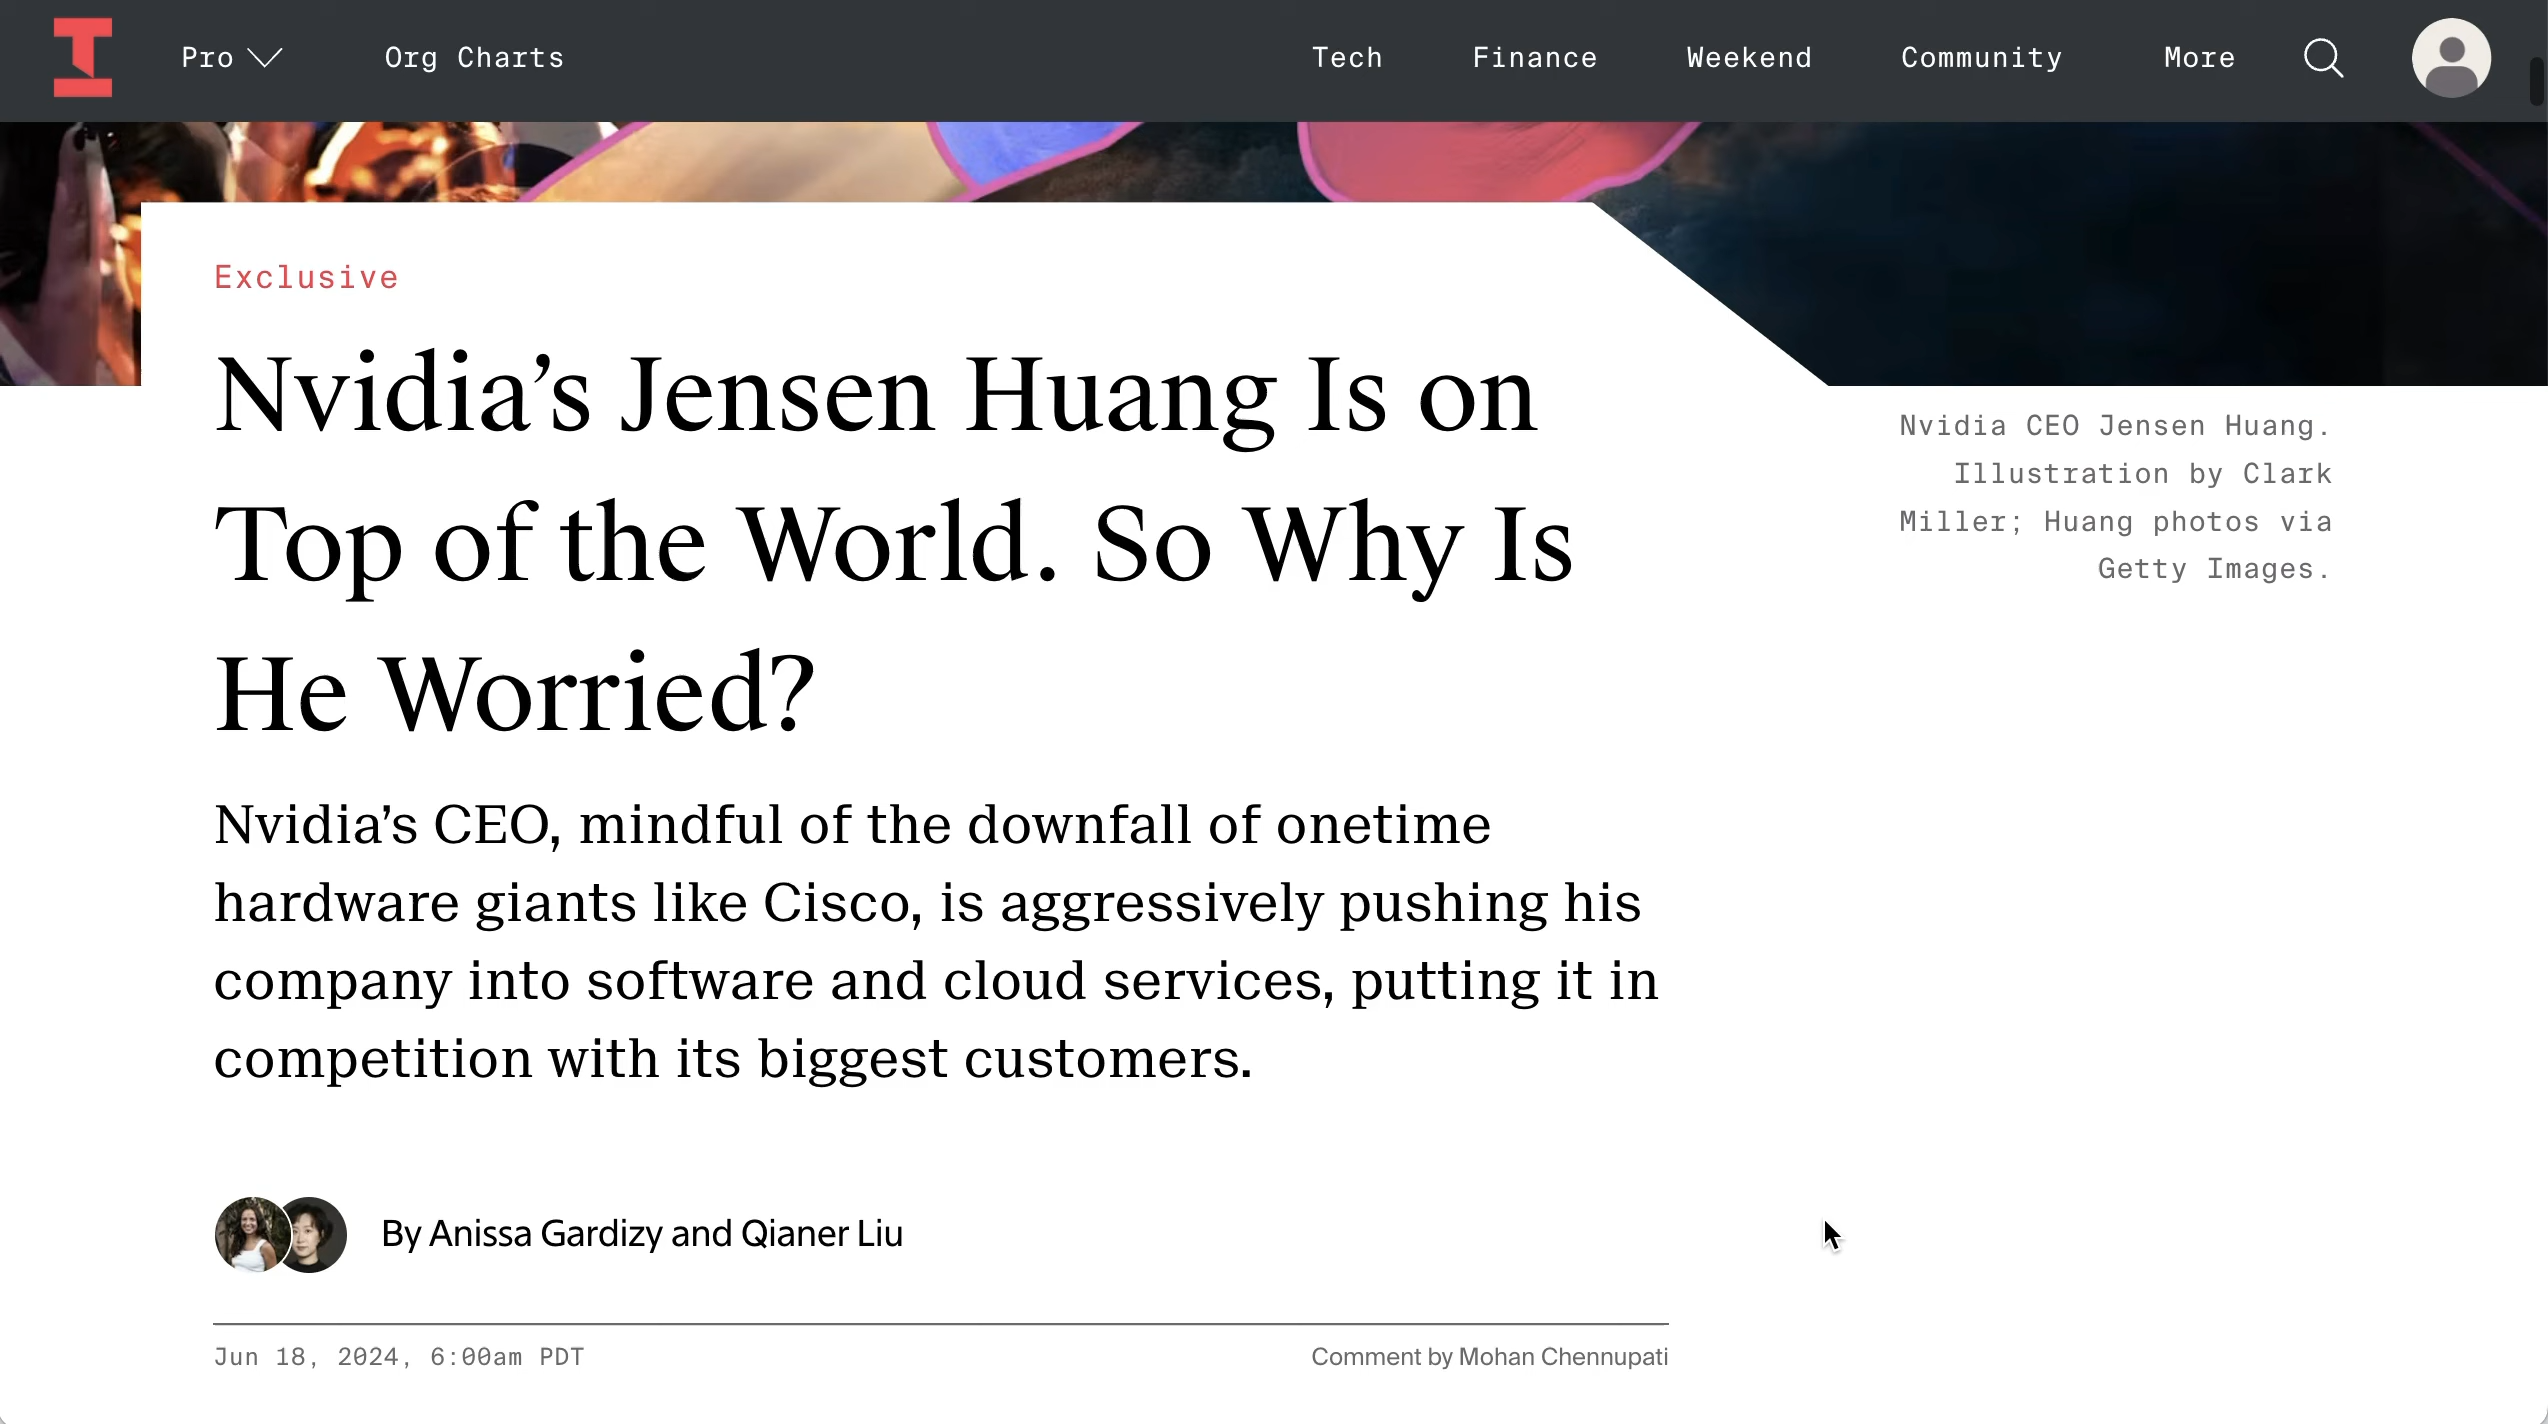 Pro
Org Charts
Tech
Finance
Weekend
Community
More
Exclusive
Nvidia’s Jensen Huang Is on
Top of the World. So Why Is
He Worried?
Nvidia CEO Jensen Huang.
Illustration by Clark
Miller; Huang photos via
Getty Images.
Nvidia’s CEO, mindful of the downfall of onetime
hardware giants like Cisco, is aggressively pushing his
company into software and cloud services, putting it in
competition with its biggest customers.
By Anissa Gardizy and Qianer Liu
Jun 18, 2024, 6:00am PDT
Comment by Mohan Chennupati